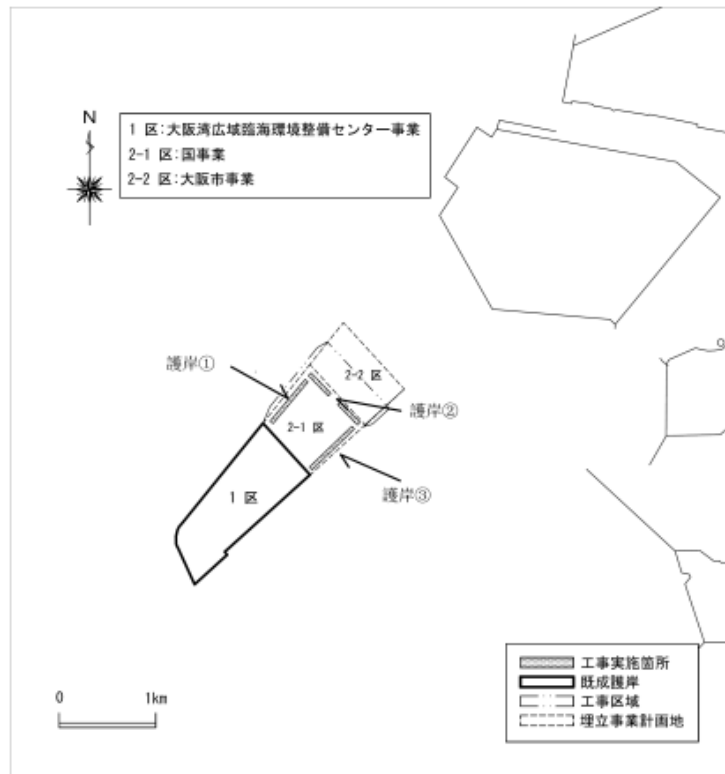 N
1 区:大阪湾広域臨海環境整備センター事業
2-1 区:国事業
2-2 区:大阪市事業
護岸①
2-2 区
護岸②
2-1 区
護岸③
1 区
工事実施箇所
既成護岸
工事区域
埋立事業計画地
0 1km